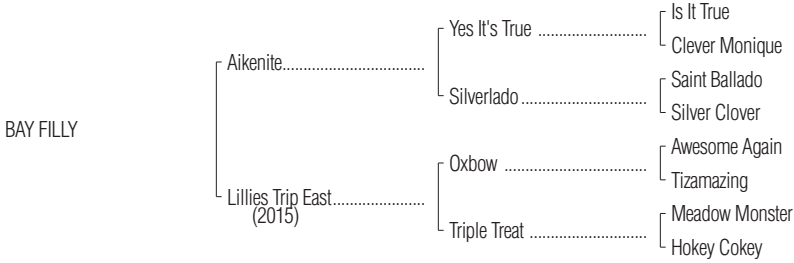 Is It True
Yes It's True ..........................
Clever Monique
Aikenite..................................
Saint Ballado
Silverlado..............................
Silver Clover
BAY FILLY
Awesome Again
Oxbow ..................................
Tizamazing
Lillies Trip East......................
(2015)
Meadow Monster
Triple Treat ............................
Hokey Cokey